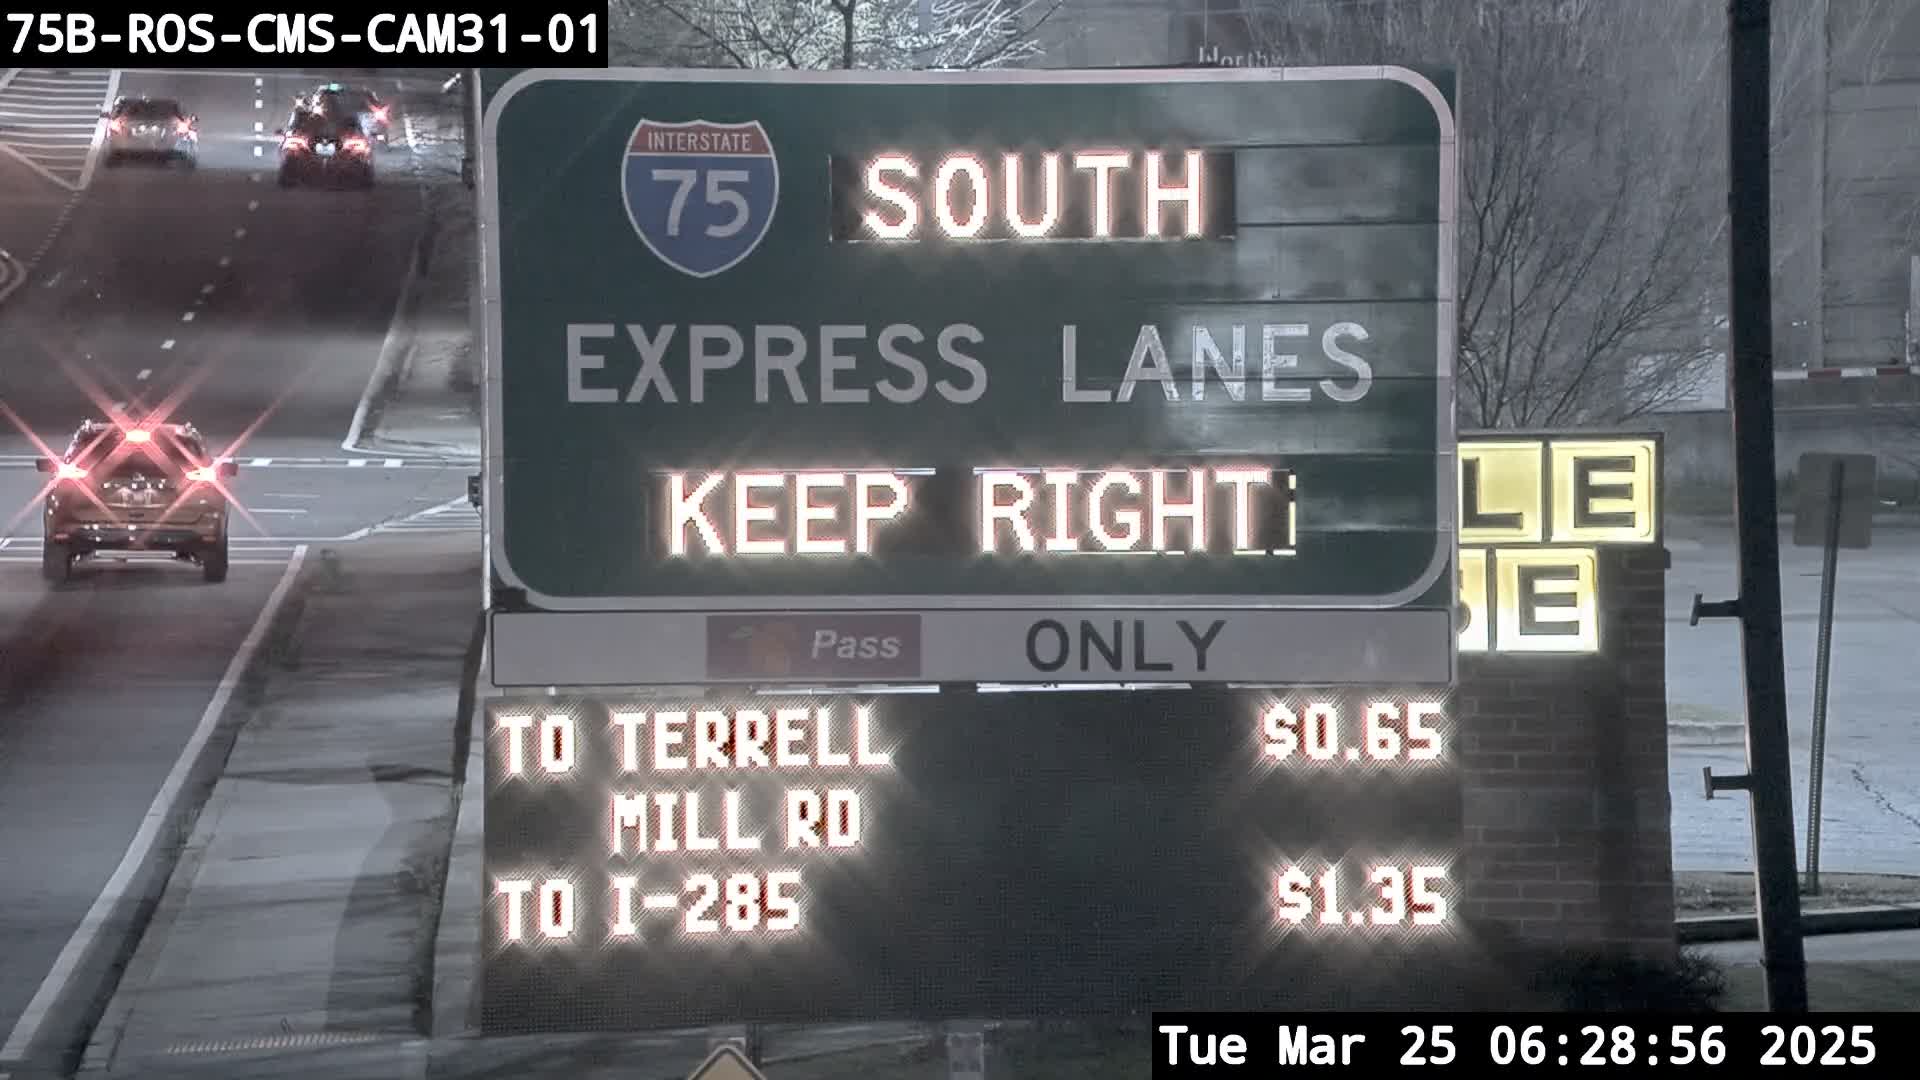 75B-ROS-CMS-CAM31-01
INTERSTATE
75
SOUTH
EXPRESS LANES
KEEP RIGHT
Pass ONLY
LE
E
TO TERRELL $0.65
MILL RD
TO I-285 $1.35
Tue Mar 25 06:28:56 2025